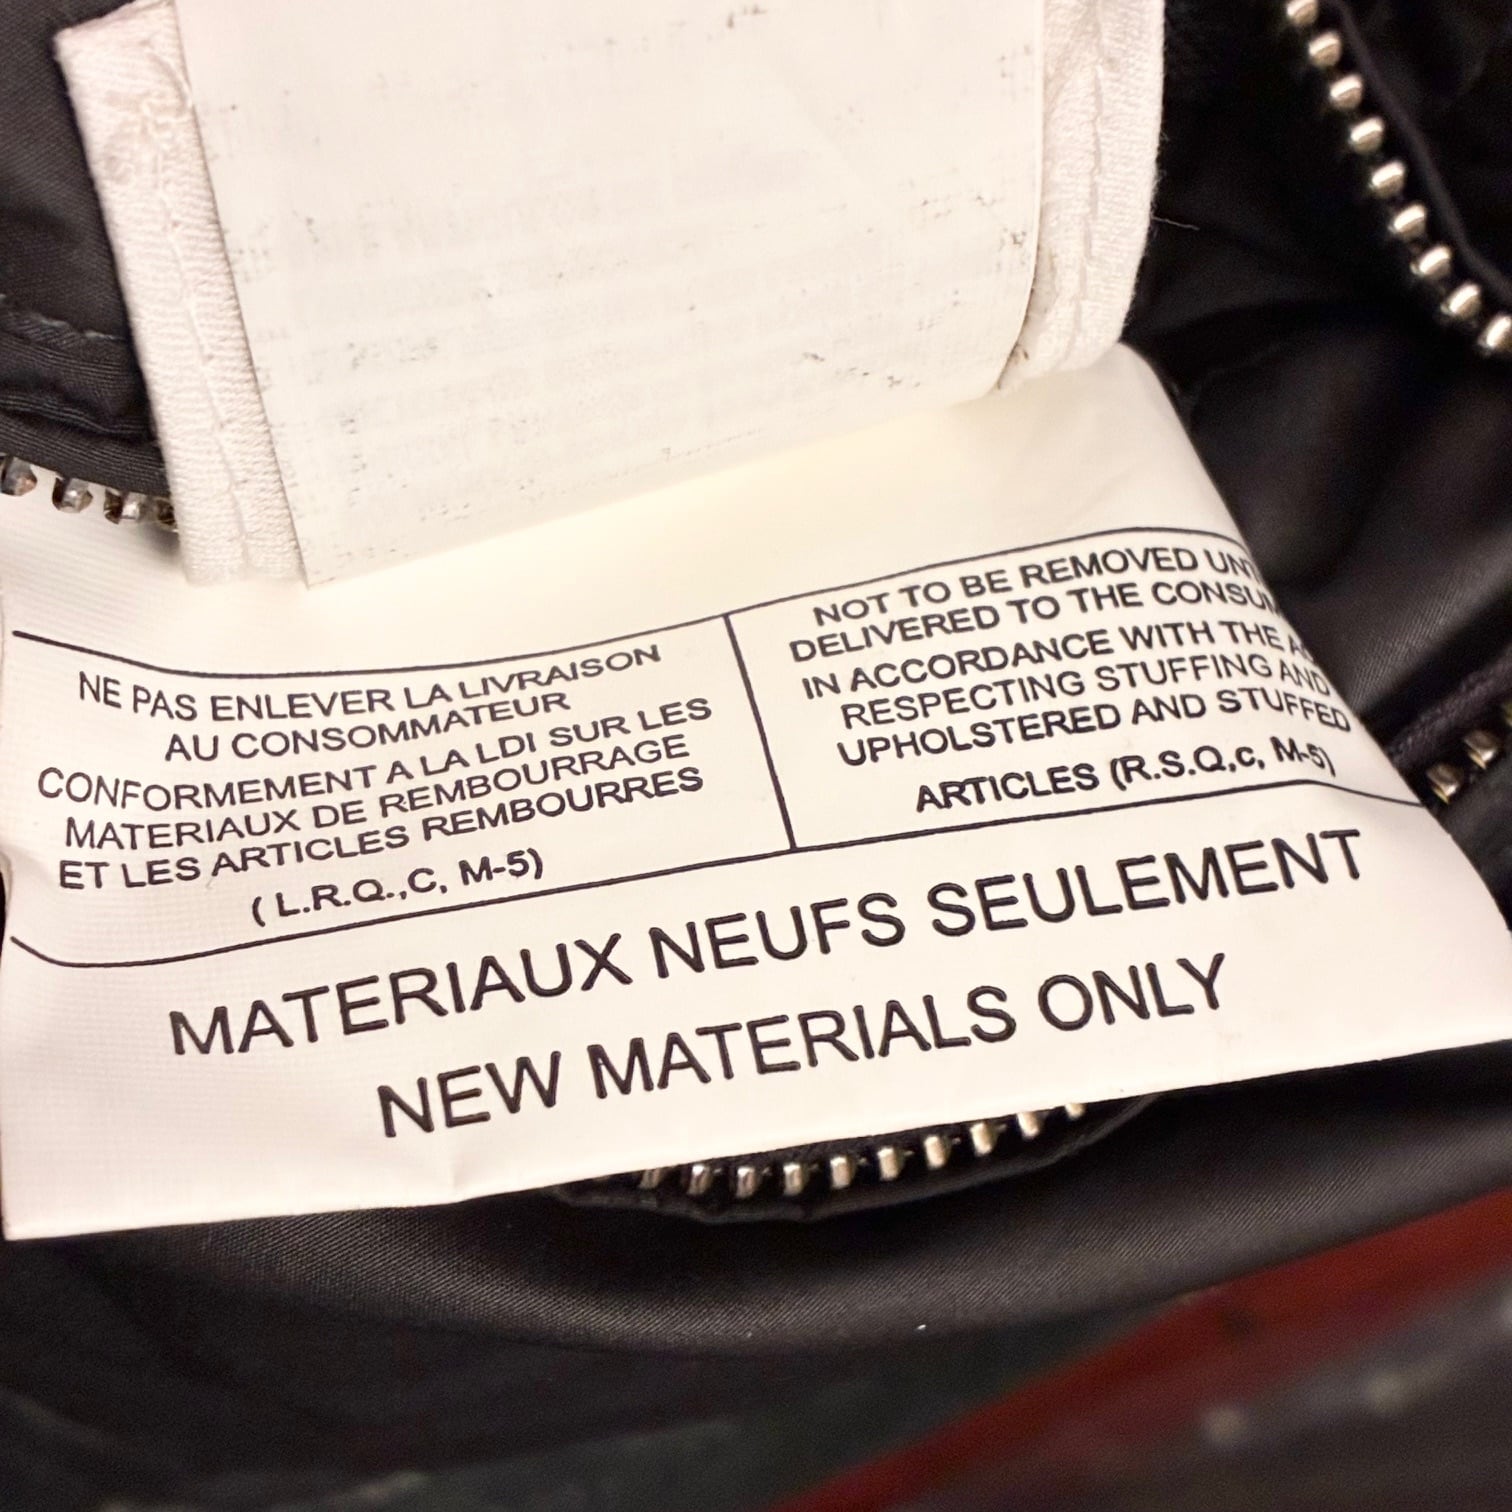 NE PAS ENLEVER LA LIVRAISON
AU CONSOMMATEUR
CONFORMEMENT A LA LDI SUR LES
MATERIAUX DE REMBOURRAGE
ET LES ARTICLES REMBOURRES
( L.R.Q.,C, M-5)
NOT TO BE REMOVED
DELIVERED TO THE
IN ACCORDANCE WITH THE
RESPECTING STUFFING AND
UPHOLSTERED AND STUFFED
ARTICLES (R.S.Q,c, M-5)
MATERIAUX NEUFS SEULEMENT
NEW MATERIALS ONLY